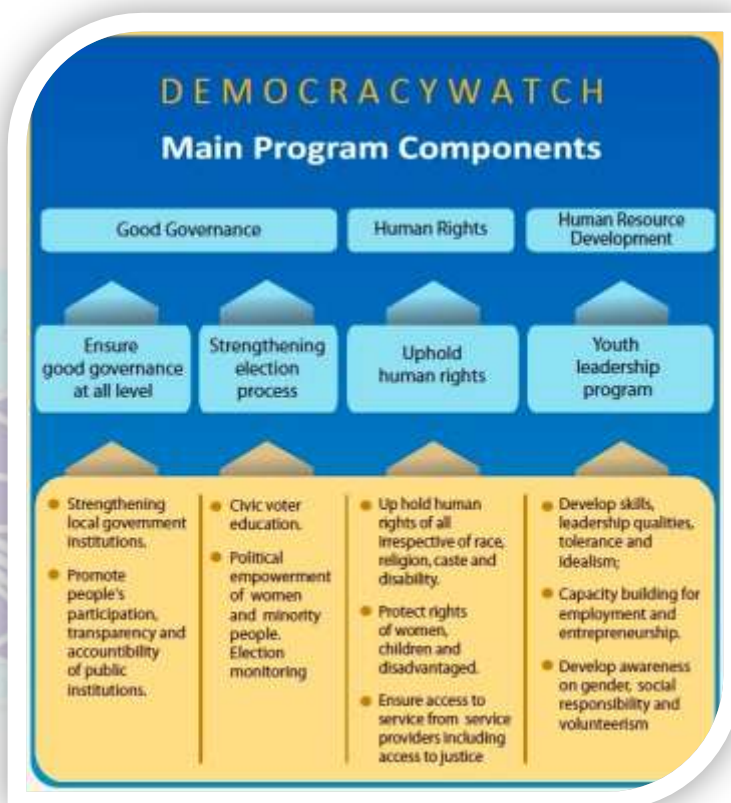 DEMOCRACYWATCH
Main Program Components
Good Governance
Human Rights
Human Resource
Development
Ensure
good governance
at all level
Strengthening
election
process
Uphold
human rights
Youth
leadership
program
Strengthening
local government
institutions.
Promote
people's
participation,
transparency and
accountibility
of public
institutions.
Civic voter
education.
Political
empowerment
of women
and minority
people.
Election
monitoring
Up hold human
rights of all
irrespective of race,
religion, caste and
disability.
Protect rights
of women,
children and
disadvantaged.
Ensure access to
service from service
providers including
access to justice
Develop skills,
leadership qualities,
tolerance and
idealism;
Capacity building for
employment and
entrepreneurship.
Develop awareness
on gender, social
responsibility and
volunteerism